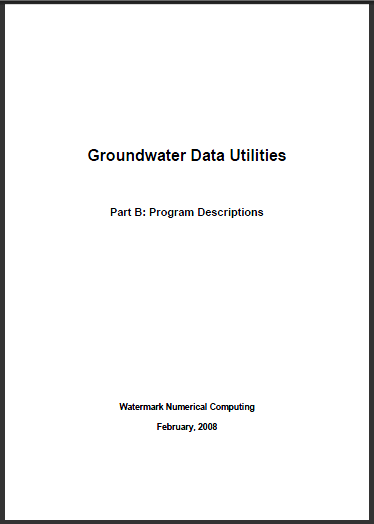 Groundwater Data Utilities
Part B: Program Descriptions
Watermark Numerical Computing
February, 2008